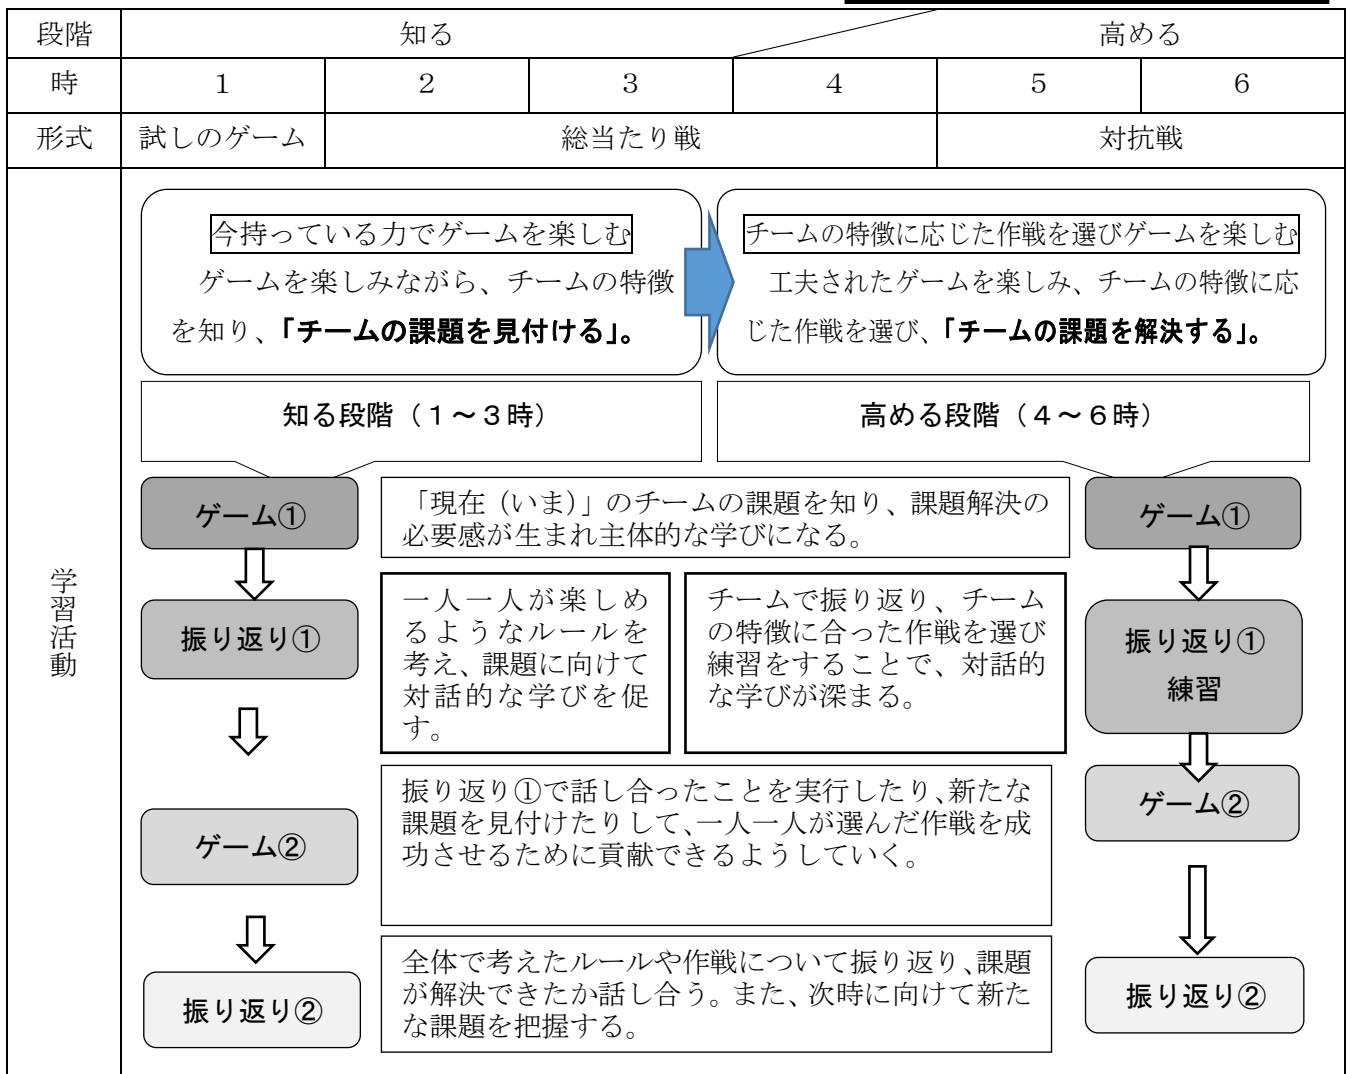 段階 知る 高める
時 1 2 3 4 5 6
形式 試しのゲーム 総当たり戦 対抗戦
学習活動
今持っている力でゲームを楽しむ
ゲームを楽しみながら、チームの特徴
を知り、「チームの課題を見付ける」。
チームの特徴に応じた作戦を選びゲームを楽しむ
工夫されたゲームを楽しみ、チームの特徴に応
じた作戦を選び、「チームの課題を解決する」。
知る段階（１～３時）
高める段階（４～６時）
ゲーム①
「現在（いま）」のチームの課題を知り、課題解決の
必要感が生まれ主体的な学びになる。
ゲーム①
振り返り①
一人一人が楽しめ
るようなルールを
考え、課題に向けて
対話的な学びを促
す。
チームで振り返り、チーム
の特徴に合った作戦を選び
練習をすることで、対話的
な学びが深まる。
振り返り①
練習
ゲーム②
振り返り①で話し合ったことを実行したり、新たな
課題を見付けたりして、一人一人が選んだ作戦を成
功させるために貢献できるようしていく。
ゲーム②
振り返り②
全体で考えたルールや作戦について振り返り、課題
が解決できたか話し合う。また、次時に向けて新た
な課題を把握する。
振り返り②